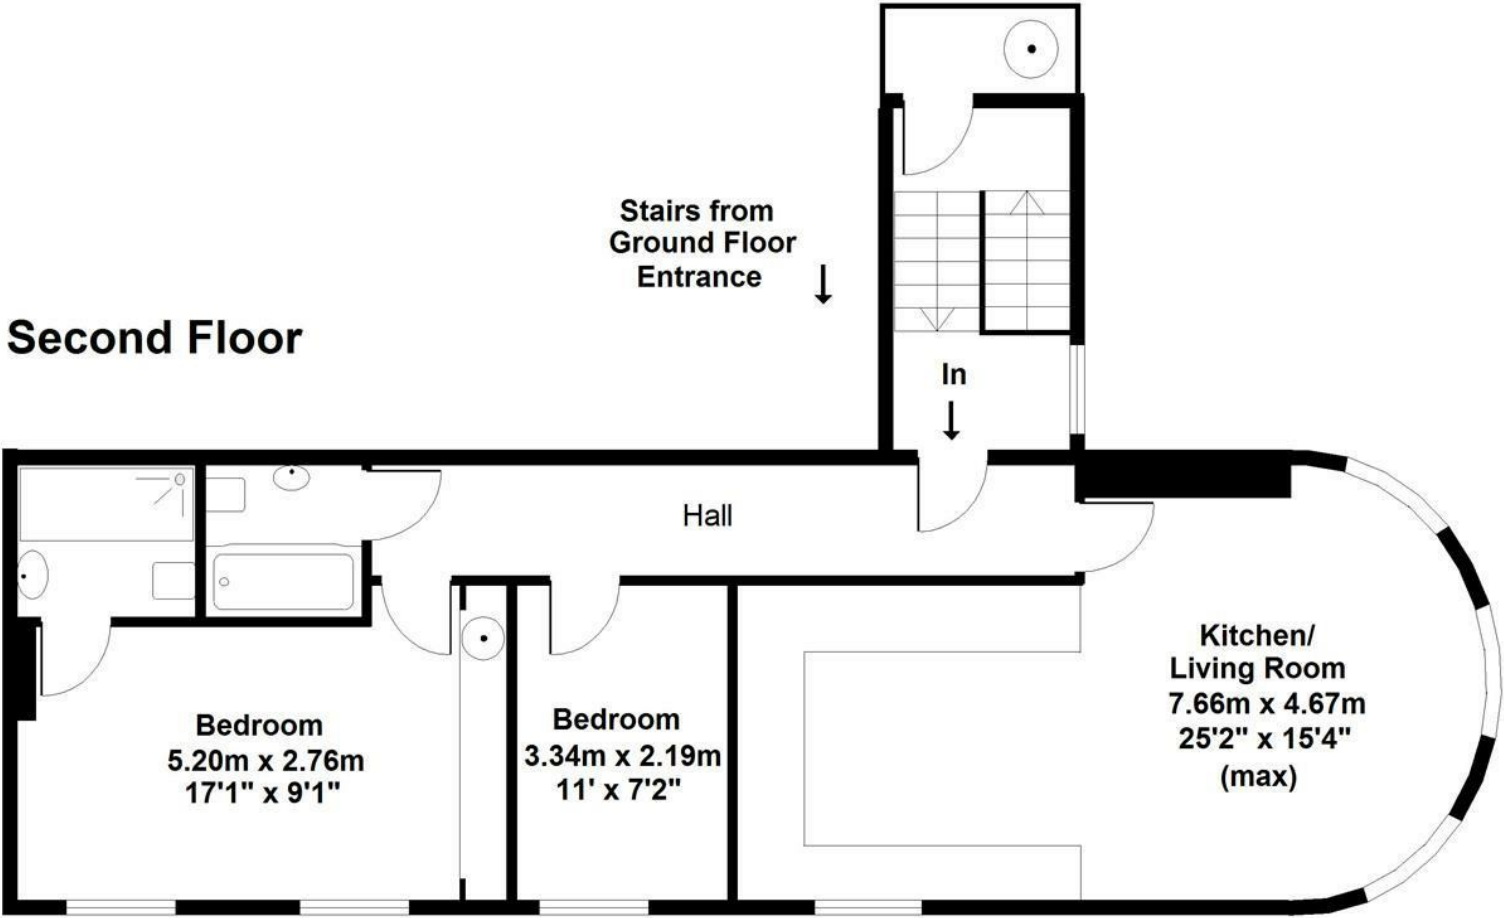 Stairs from
Ground Floor
Entrance
Second Floor
In
Hall
Kitchen/
Living Room
7.66m x 4.67m
25'2" x 15'4"
(max)
Bedroom
5.20m x 2.76m
17'1" x 9'1"
Bedroom
3.34m x 2.19m
11' x 7'2"